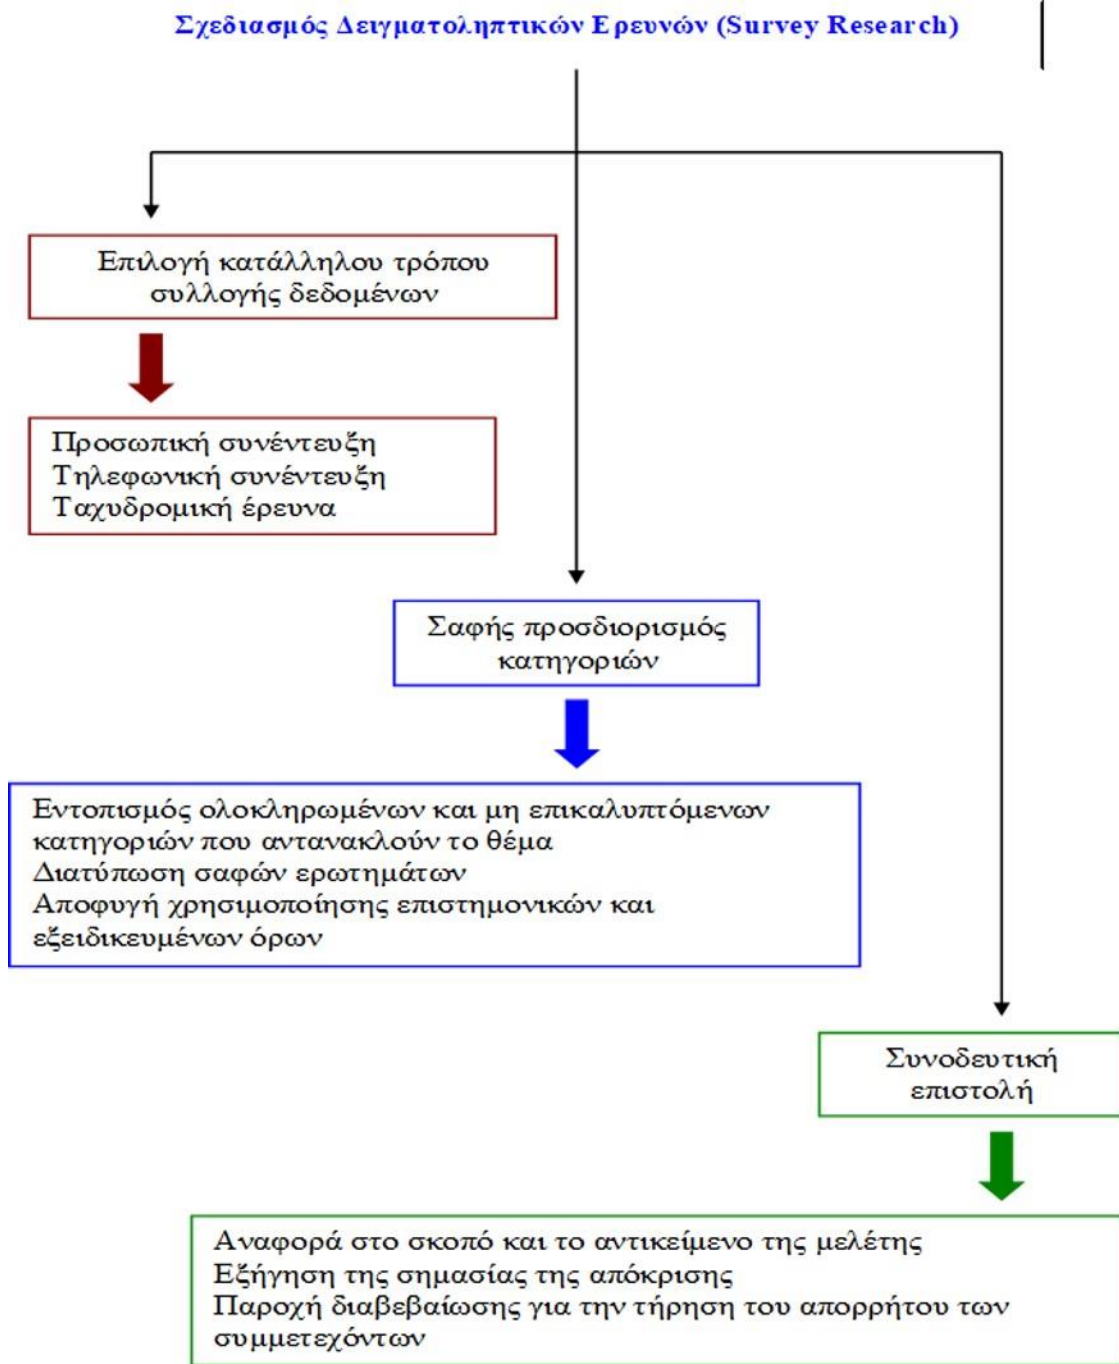 Σχεδιασμός Δειγματοληπτικών Ερευνών (Survey Research)
Επιλογή κατάλληλου τρόπου
συλλογής δεδομένων
Προσωπική συνέντευξη
Τηλεφωνική συνέντευξη
Ταχυδρομική έρευνα
Σαφής προσδιορισμός
κατηγοριών
Εντοπισμός ολοκληρωμένων και μη επικαλυπτόμενων
κατηγοριών που αντανακλούν το θέμα
Διατύπωση σαφών ερωτημάτων
Αποφυγή χρησιμοποίησης επιστημονικών και
εξειδικευμένων όρων
Συνοδευτική
επιστολή
Αναφορά στο σκοπό και το αντικείμενο της μελέτης
Εξήγηση της σημασίας της απόκρισης
Παροχή διαβεβαίωσης για την τήρηση του απορρήτου των
συμμετεχόντων